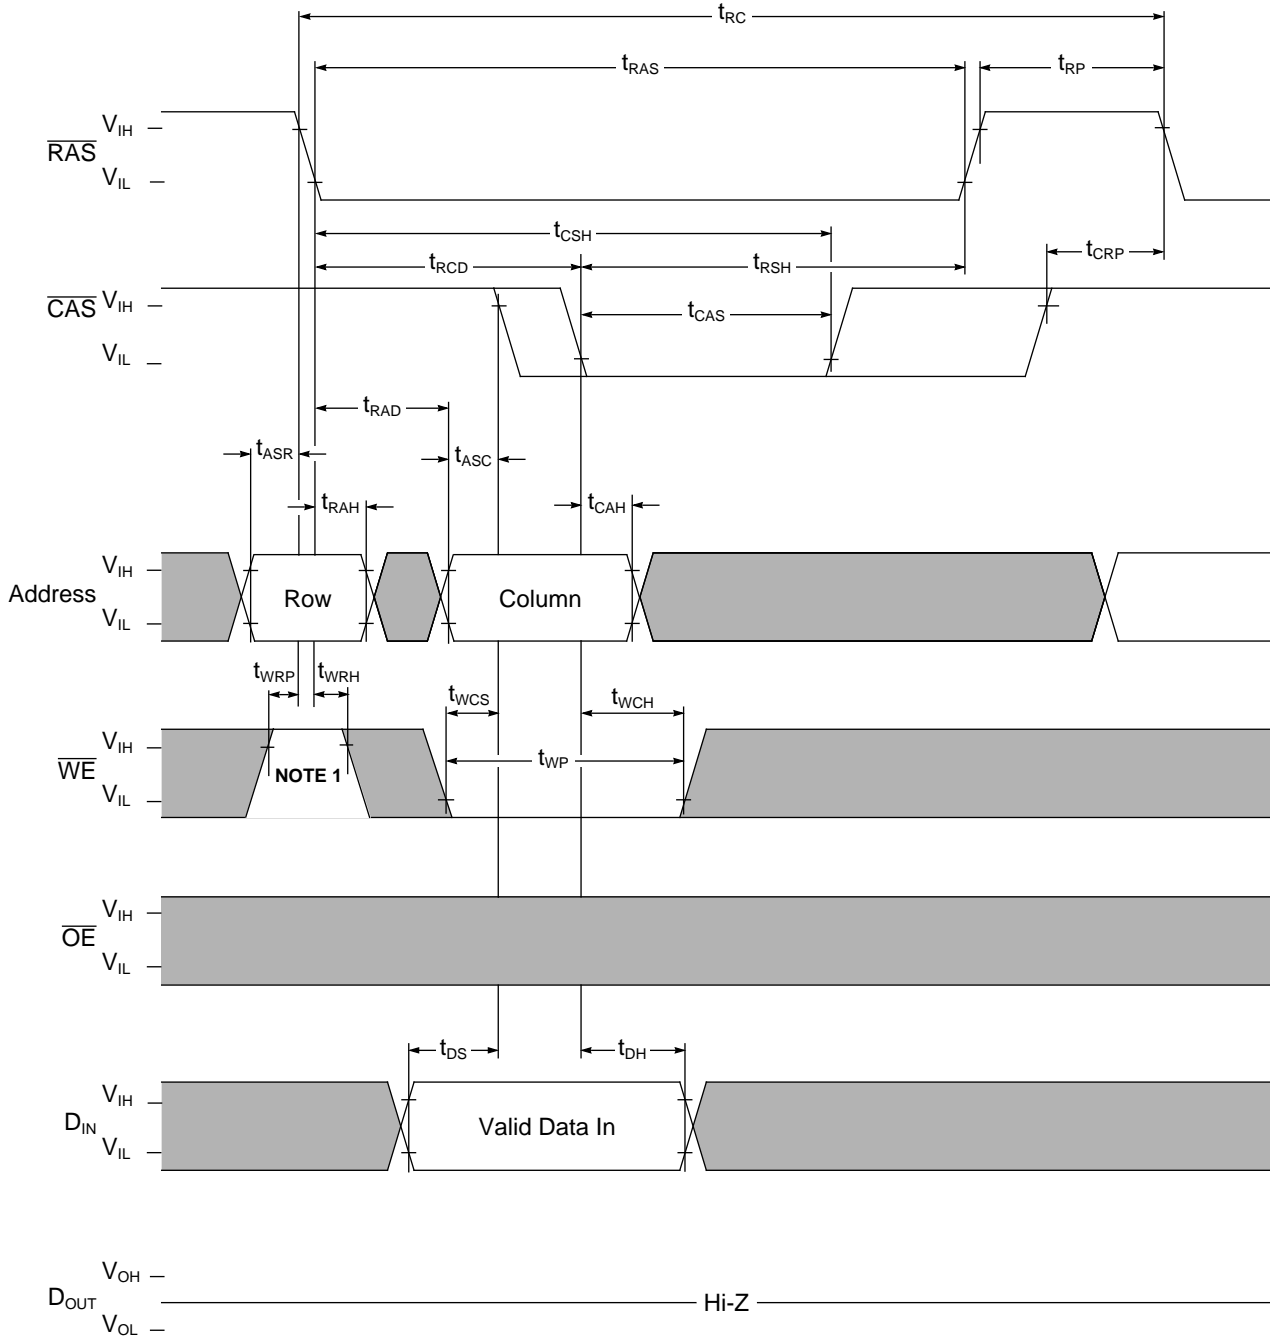 tRC
tRAS
tRP
RAS
VIH
VIL
tCSH
tRCD
tRSH
tCRP
CAS
VIH
tCAS
VIL
tRAD
tASR
tASC
tRAH
tCAH
Address
VIH
Row
Column
VIL
tWRP
tWRH
tWCS
tWCH
WE
VIH
tWP
NOTE 1
VIL
OE
VIH
VIL
tDS
tDH
DIN
VIH
Valid Data In
VIL
VOH
DOUT
Hi-Z
VOL